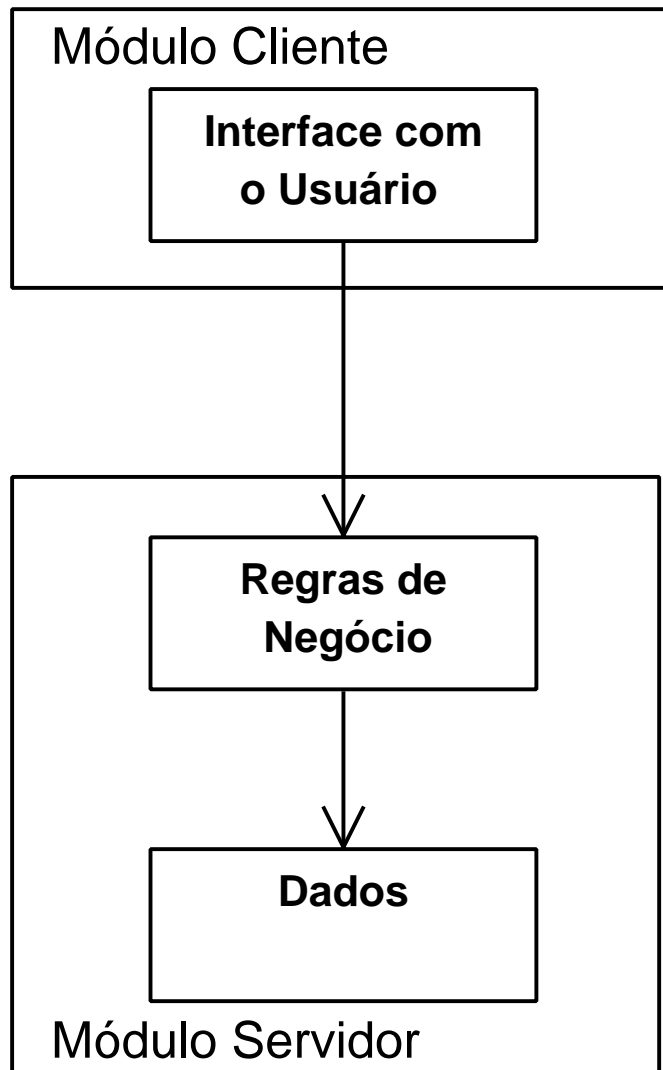 Módulo Cliente
Interface com
o Usuário
Regras de
Negócio
Dados
Módulo Servidor